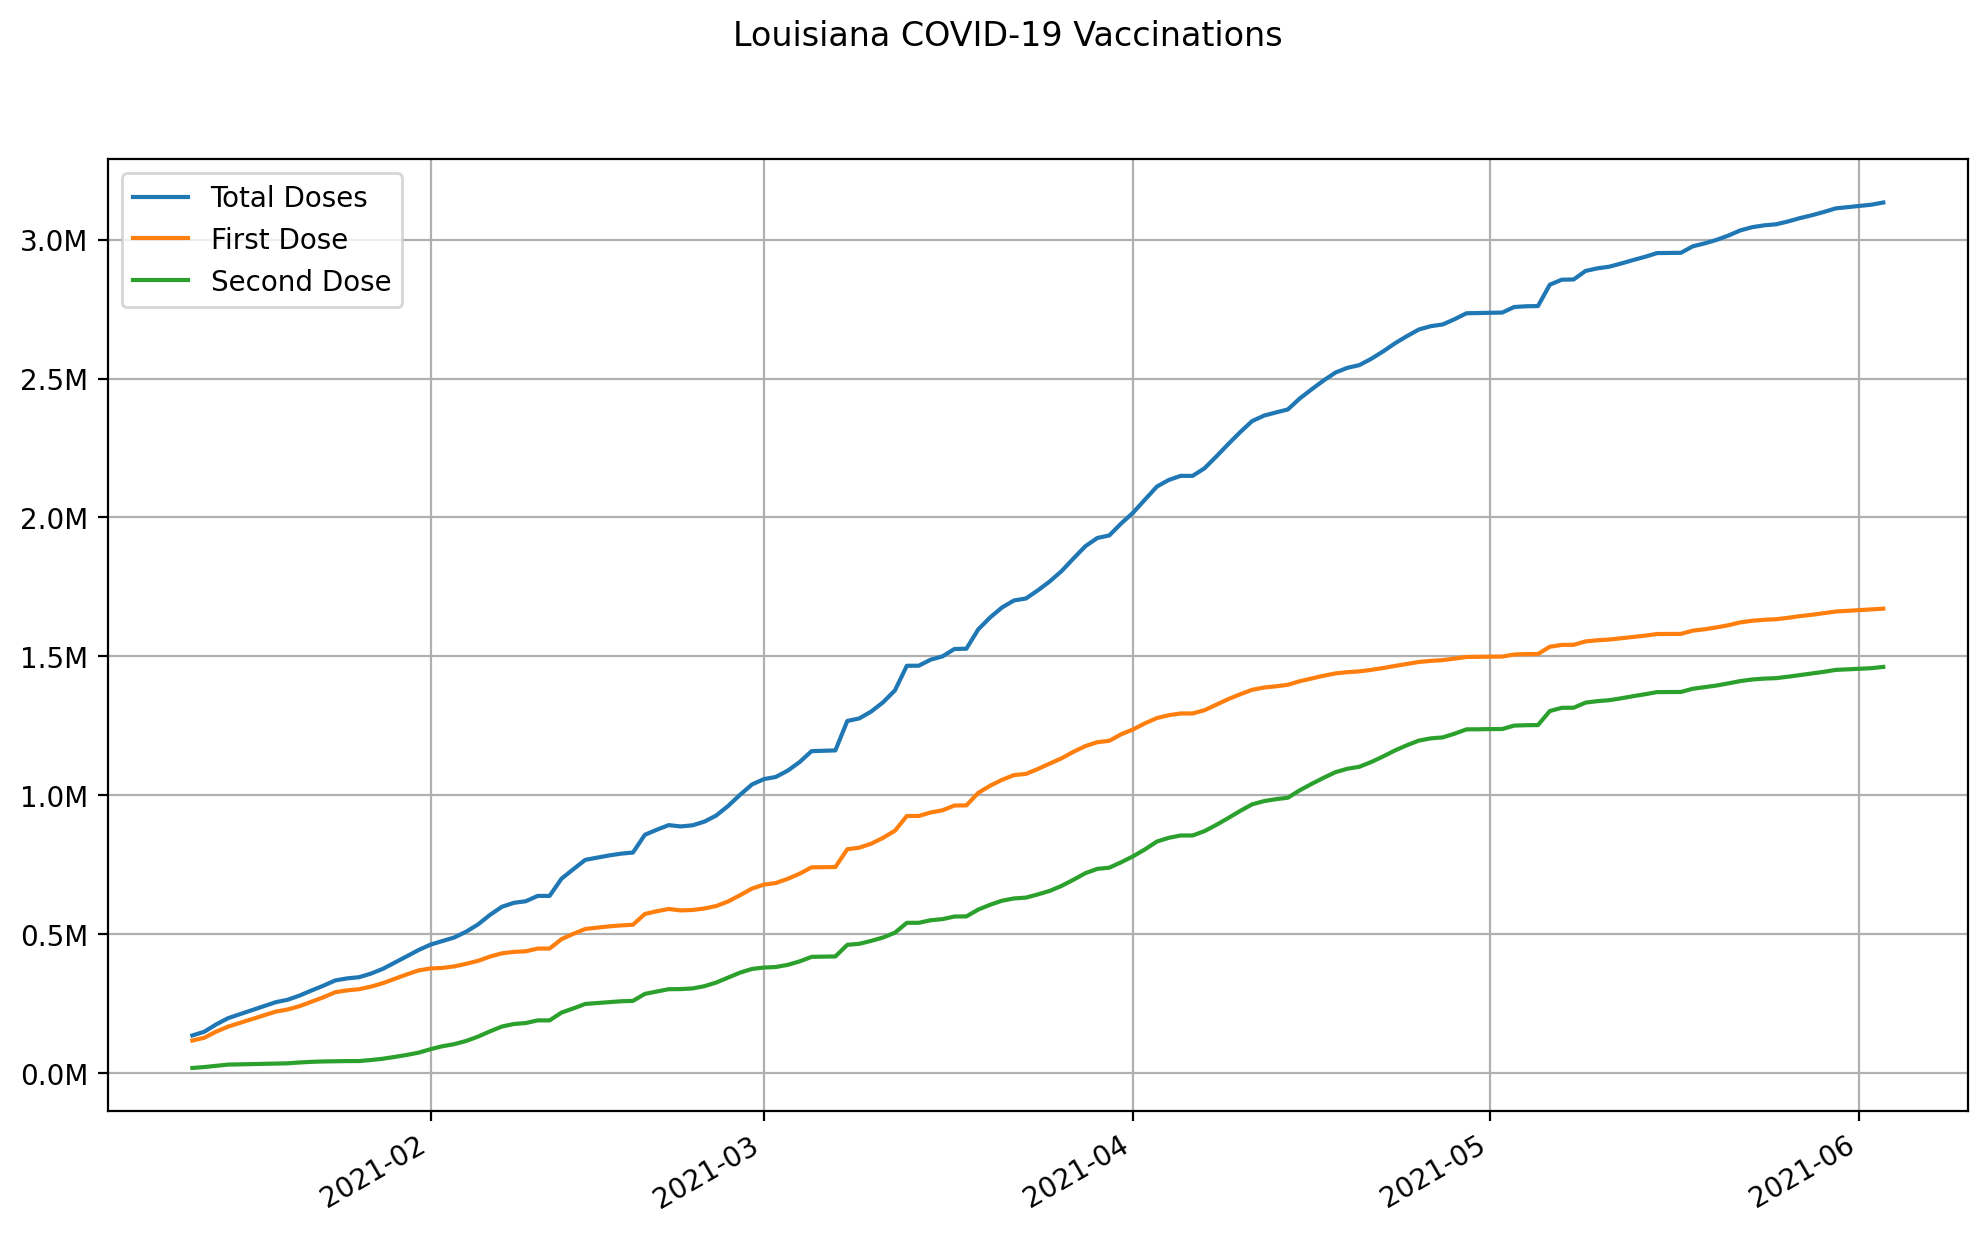 Louisiana COVID-19 Vaccinations
Total Doses
First Dose
Second Dose
3.0M
2.5M
2.0M
1.5M
1.0M
0.5M
0.0M
2021-02
2021-03
2021-04
2021-05
2021-06